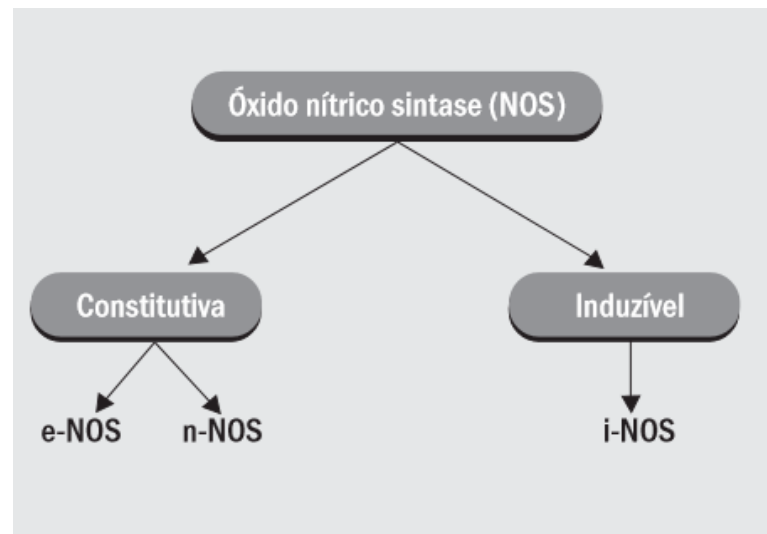 Óxido nítrico sintase (NOS)
Constitutiva
Induzível
e-NOS
n-NOS
i-NOS